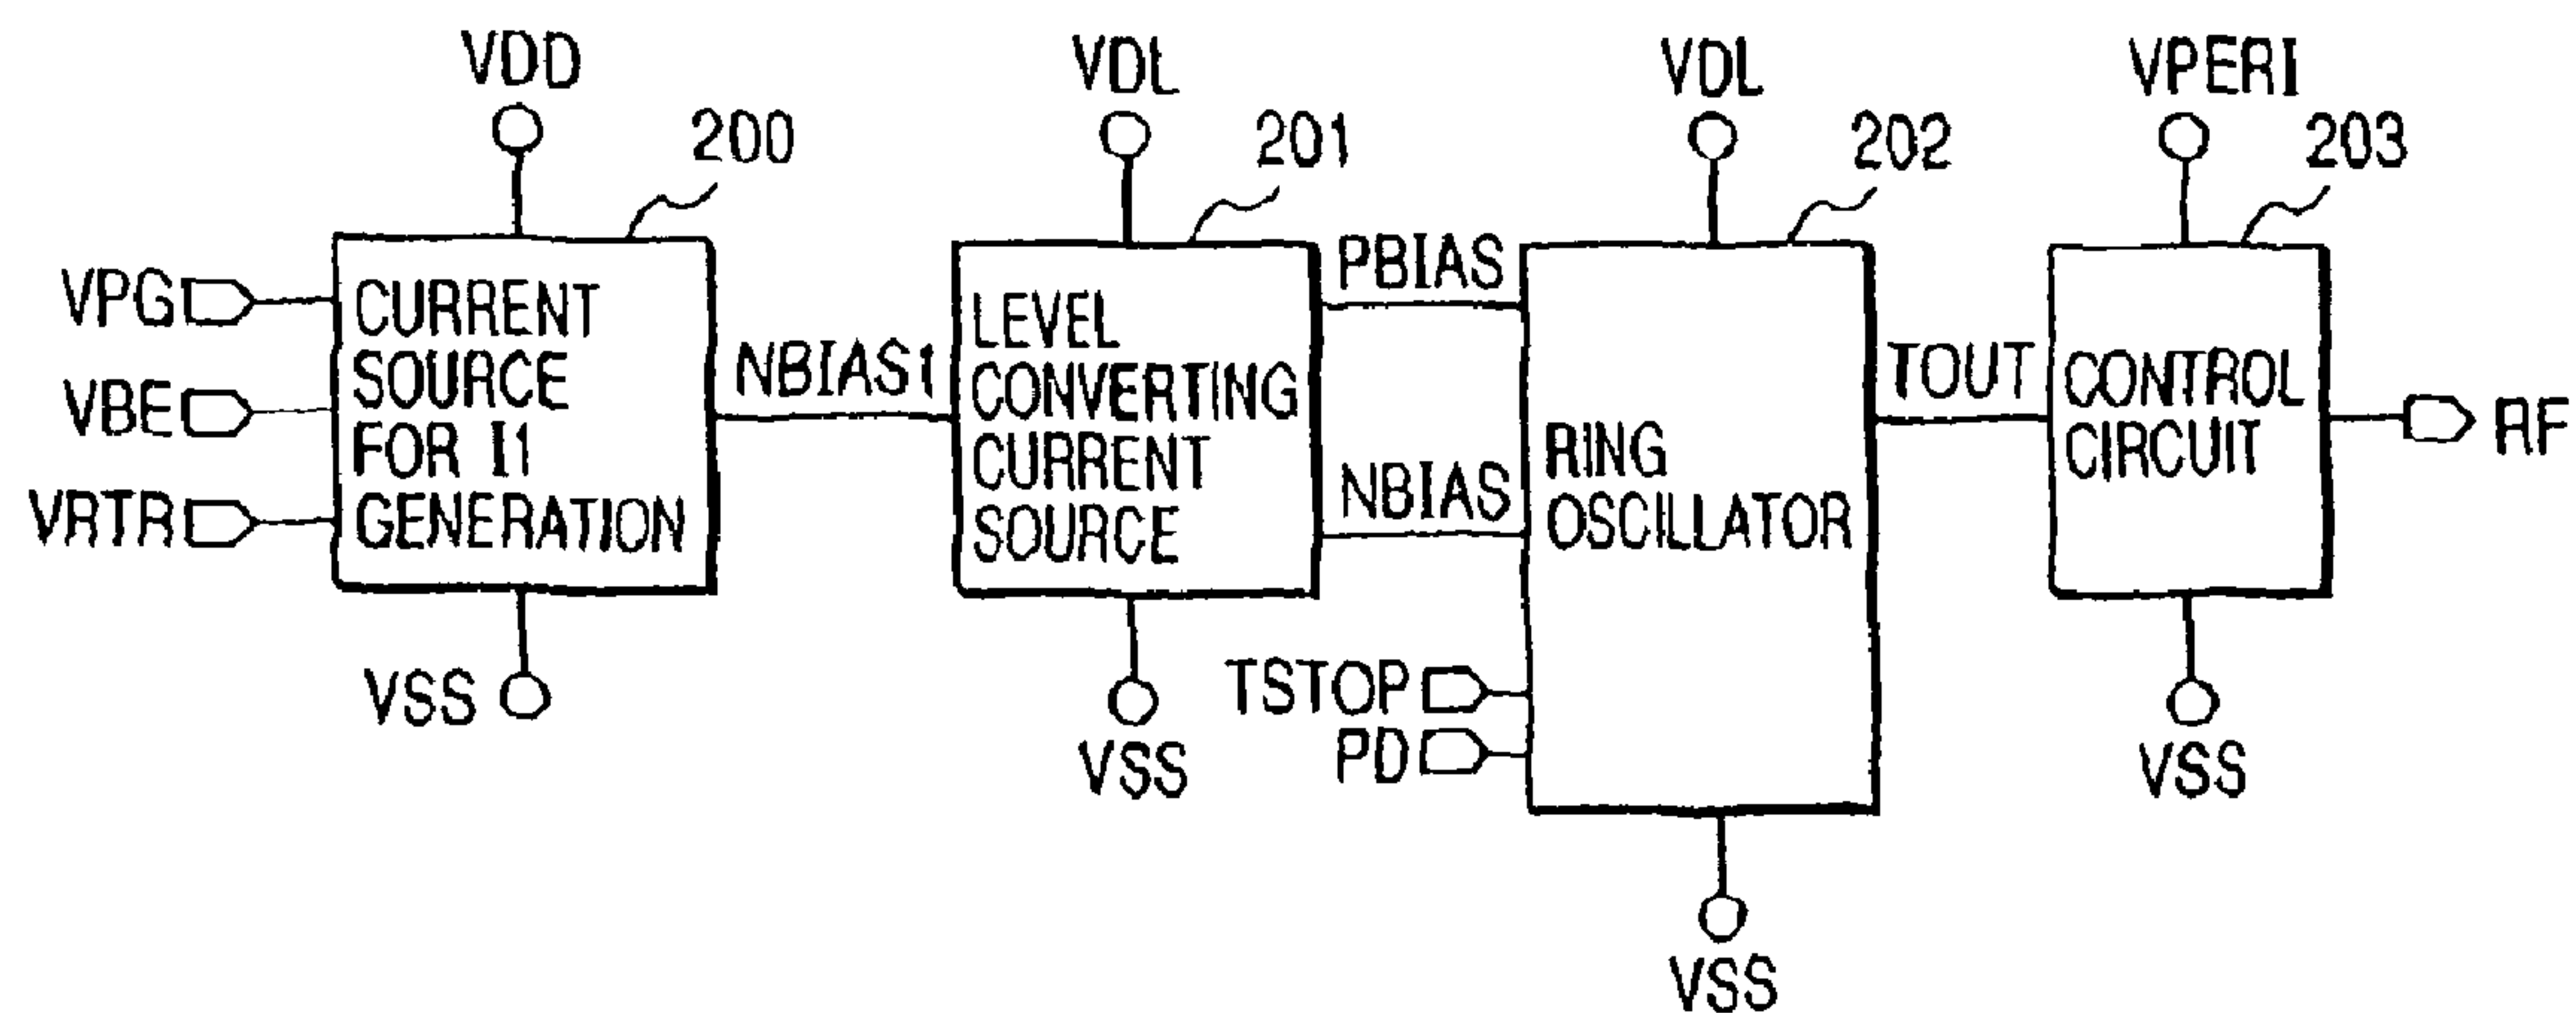 VDD
200
VPG
VBE
VRTR
CURRENT
SOURCE
FOR I1
GENERATION
VSS
NBIAS1
VDL
201
LEVEL
CONVERTING
CURRENT
SOURCE
VSS
PBIAS
NBIAS
TSTOP
PD
VDL
202
RING
OSCILLATOR
VSS
TOUT
VPERI
203
CONTROL
CIRCUIT
VSS
RF